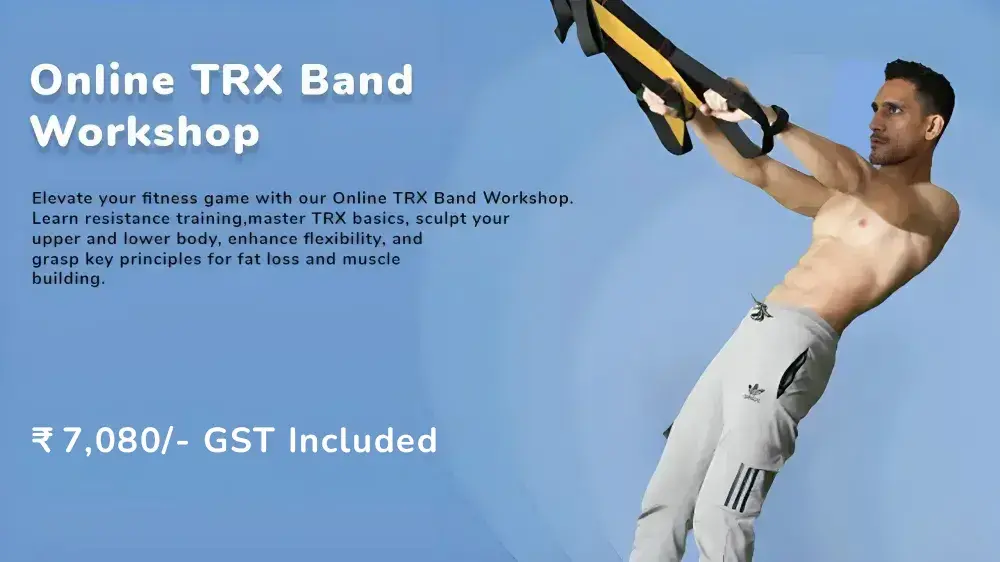 Online TRX Band
Workshop
Elevate your fitness game with our Online TRX Band Workshop.
Learn resistance training,master TRX basics, sculpt your
upper and lower body, enhance flexibility, and
grasp key principles for fat loss and muscle
building.
₹ 7,080/- GST Included